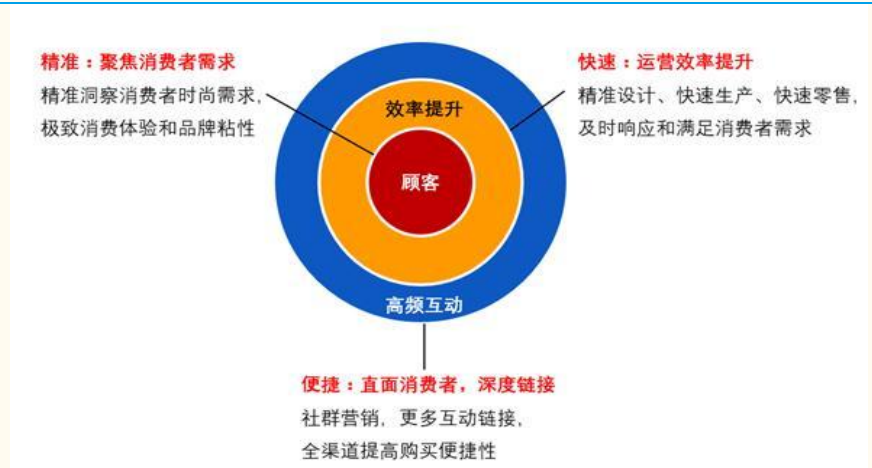 精准：聚焦消费者需求
精准洞察消费者时尚需求，
极致消费体验和品牌粘性
快速：运营效率提升
精准设计、快速生产、快速零售，
及时响应和满足消费者需求
效率提升
顾客
高频互动
便捷：直面消费者，深度链接
社群营销，更多互动链接，
全渠道提高购买便捷性